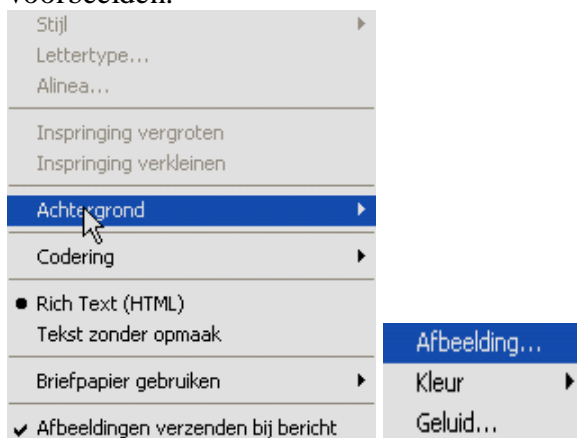 voorbeelden.
Stijl
Lettertype...
Alinea...
Inspringing vergroten
Inspringing verkleinen
Achtergrond
Codering
Rich Text (HTML)
Tekst zonder opmaak
Briefpapier gebruiken
Afbeeldingen verzenden bij bericht
Afbeelding...
Kleur
Geluid...